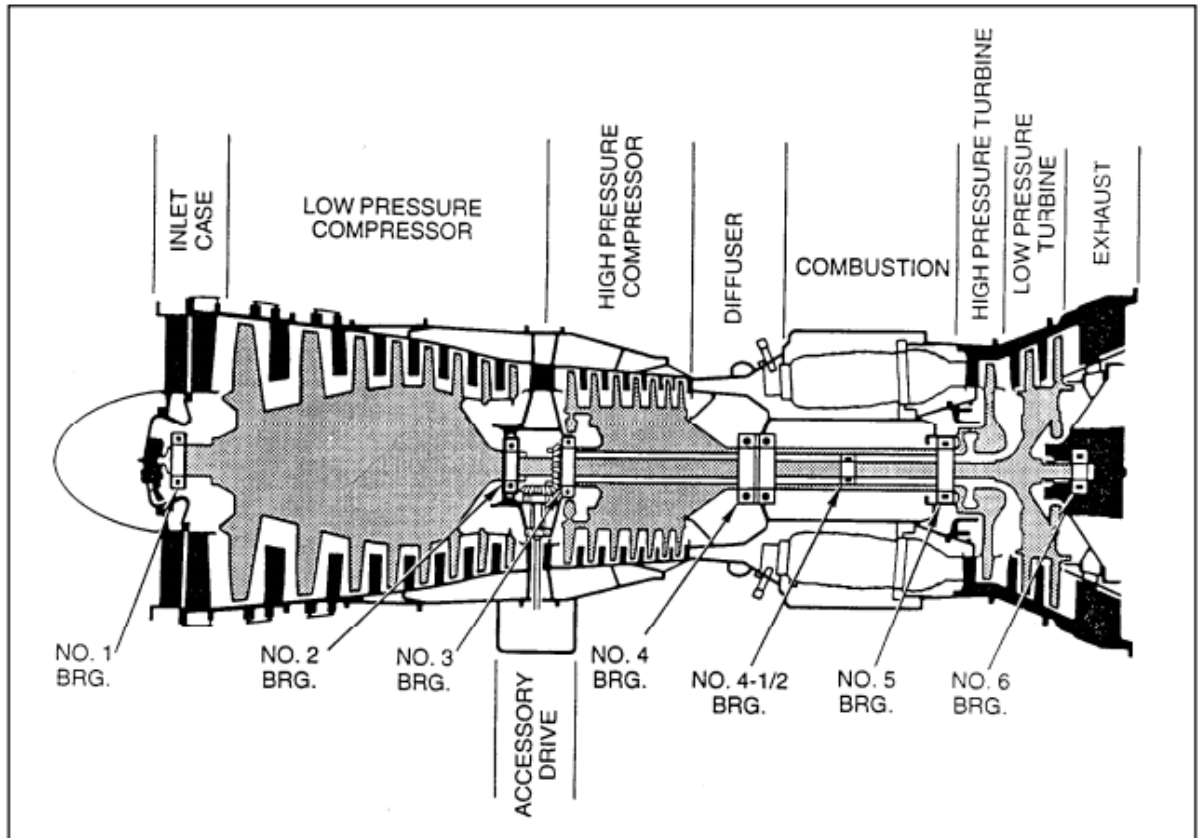 INLET
CASE
LOW PRESSURE
COMPRESSOR
HIGH PRESSURE
COMPRESSOR
DIFFUSER
COMBUSTION
HIGH PRESSURE TURBINE
LOW PRESSURE
TURBINE
EXHAUST
NO. 1
BRG.
NO. 2
BRG.
NO. 3
BRG.
NO. 4
BRG.
NO. 4-1/2
BRG.
NO. 5
BRG.
NO. 6
BRG.
ACCESSORY
DRIVE